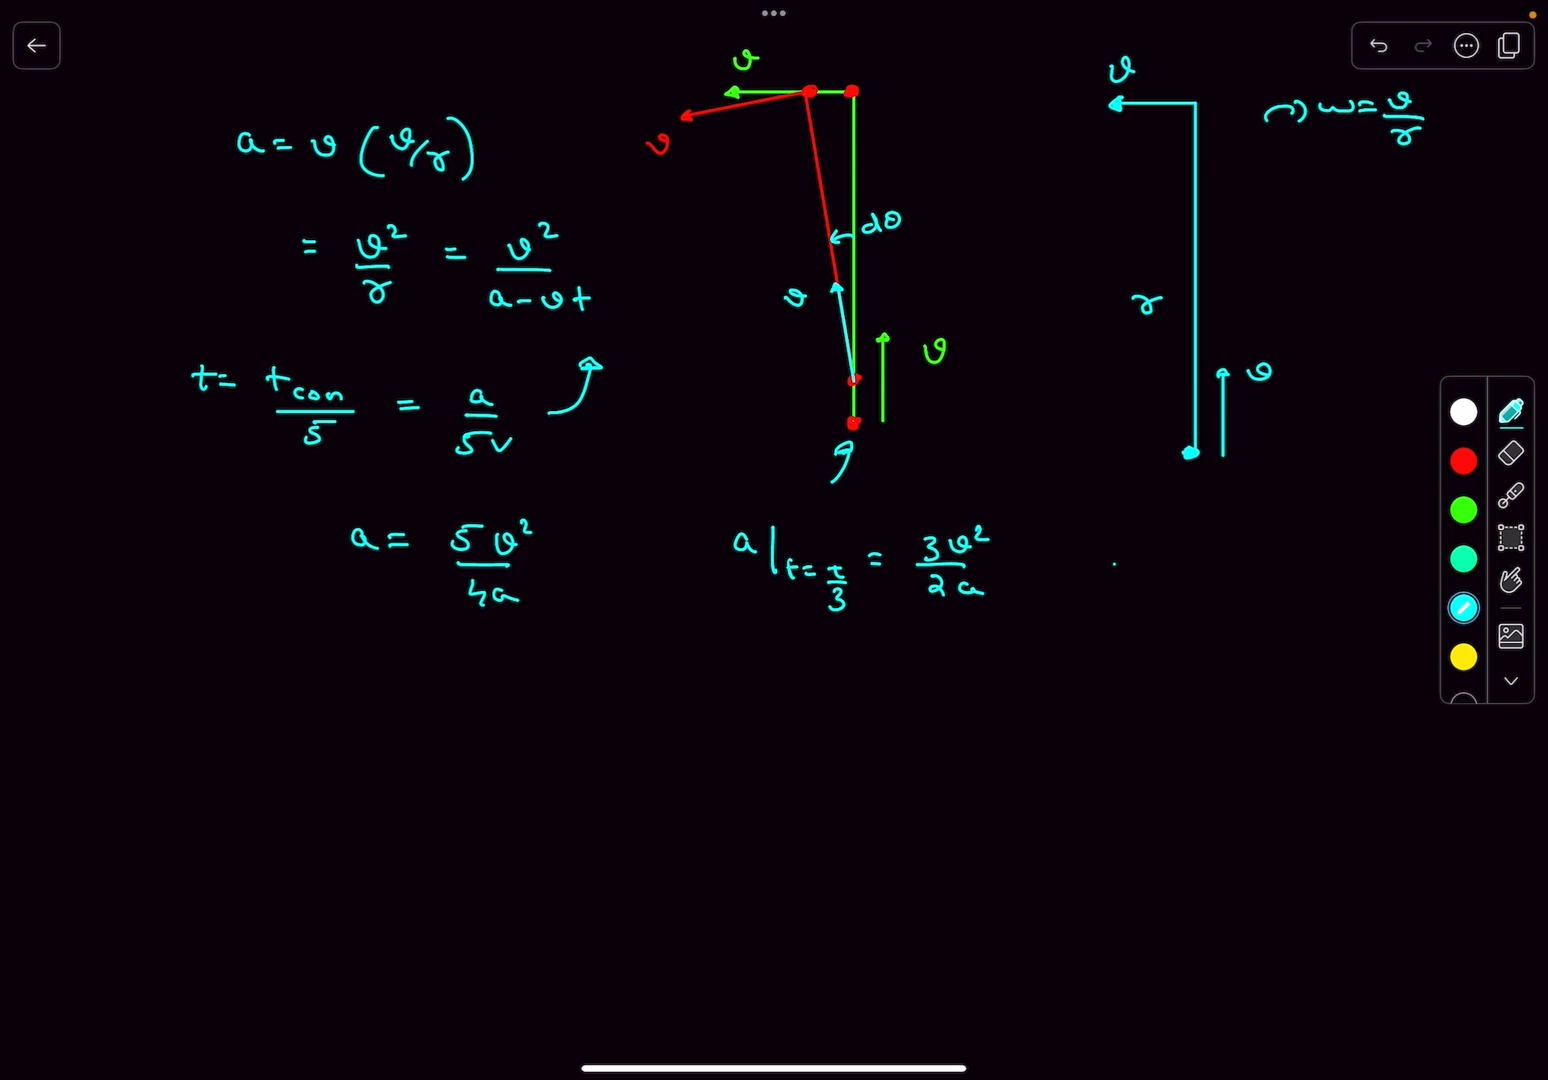 a = v (v/r)
= v²/r = v²/(a - vt)
t = t_con/5 = a/5v
a = 5v²/4a
v
v
dθ
v
v
a|_{t = t/3} = 3v²/2a
v
ω = v/r
r
v